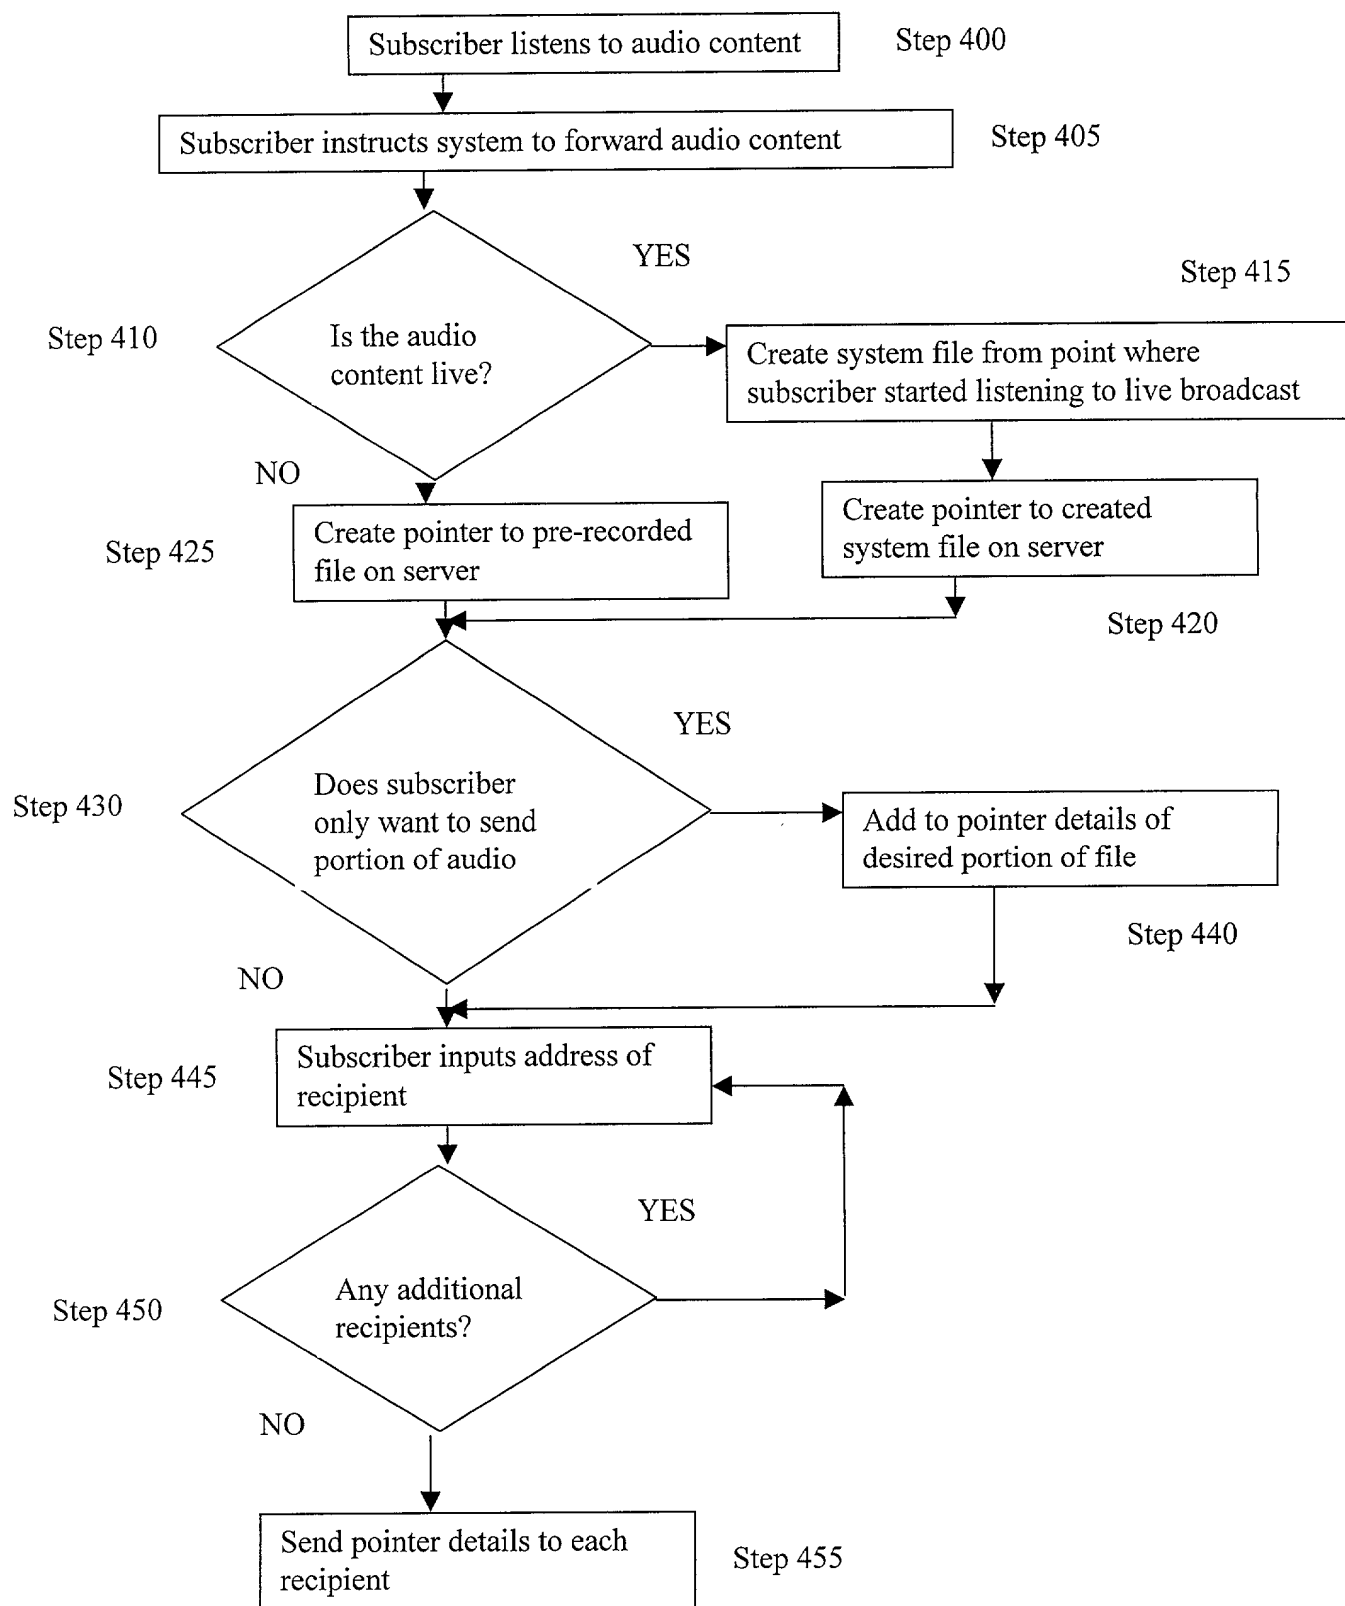 Subscriber listens to audio content
Step 400
Subscriber instructs system to forward audio content
Step 405
YES
Step 415
Step 410
Is the audio
content live?
Create system file from point where
subscriber started listening to live broadcast
NO
Step 425
Create pointer to pre-recorded
file on server
Create pointer to created
system file on server
Step 420
YES
Step 430
Does subscriber
only want to send
portion of audio
Add to pointer details of
desired portion of file
Step 440
NO
Step 445
Subscriber inputs address of
recipient
YES
Step 450
Any additional
recipients?
NO
Send pointer details to each
recipient
Step 455